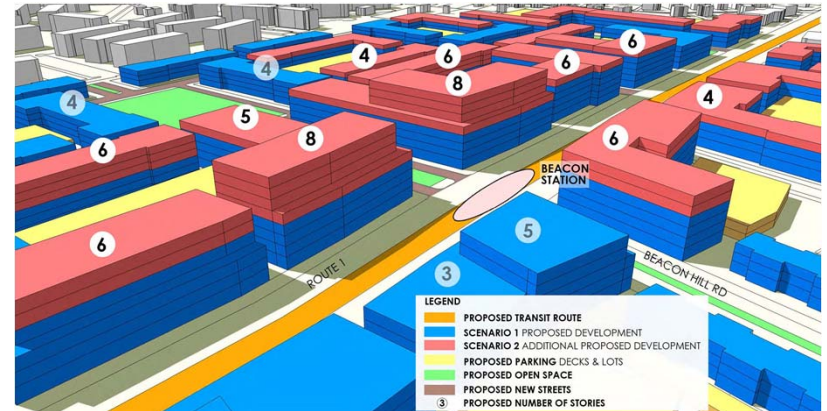 6
4
6
6
8
4
4
4
5
8
6
6
BEACON
STATION
5
ROUTE 1
6
3
BEACON HILL RD
LEGEND
PROPOSED TRANSIT ROUTE
SCENARIO 1 PROPOSED DEVELOPMENT
SCENARIO 2 ADDITIONAL PROPOSED DEVELOPMENT
PROPOSED PARKING DECKS & LOTS
PROPOSED OPEN SPACE
PROPOSED NEW STREETS
3 PROPOSED NUMBER OF STORIES